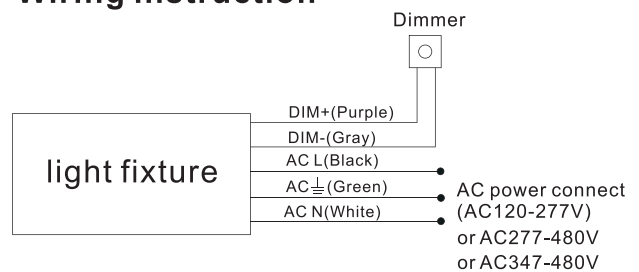 Wiring Instruction
Dimmer
DIM+(Purple)
DIM-(Gray)
AC L(Black)
AC⏚(Green)
AC N(White)
light fixture
AC power connect
(AC120-277V)
or AC277-480V
or AC347-480V